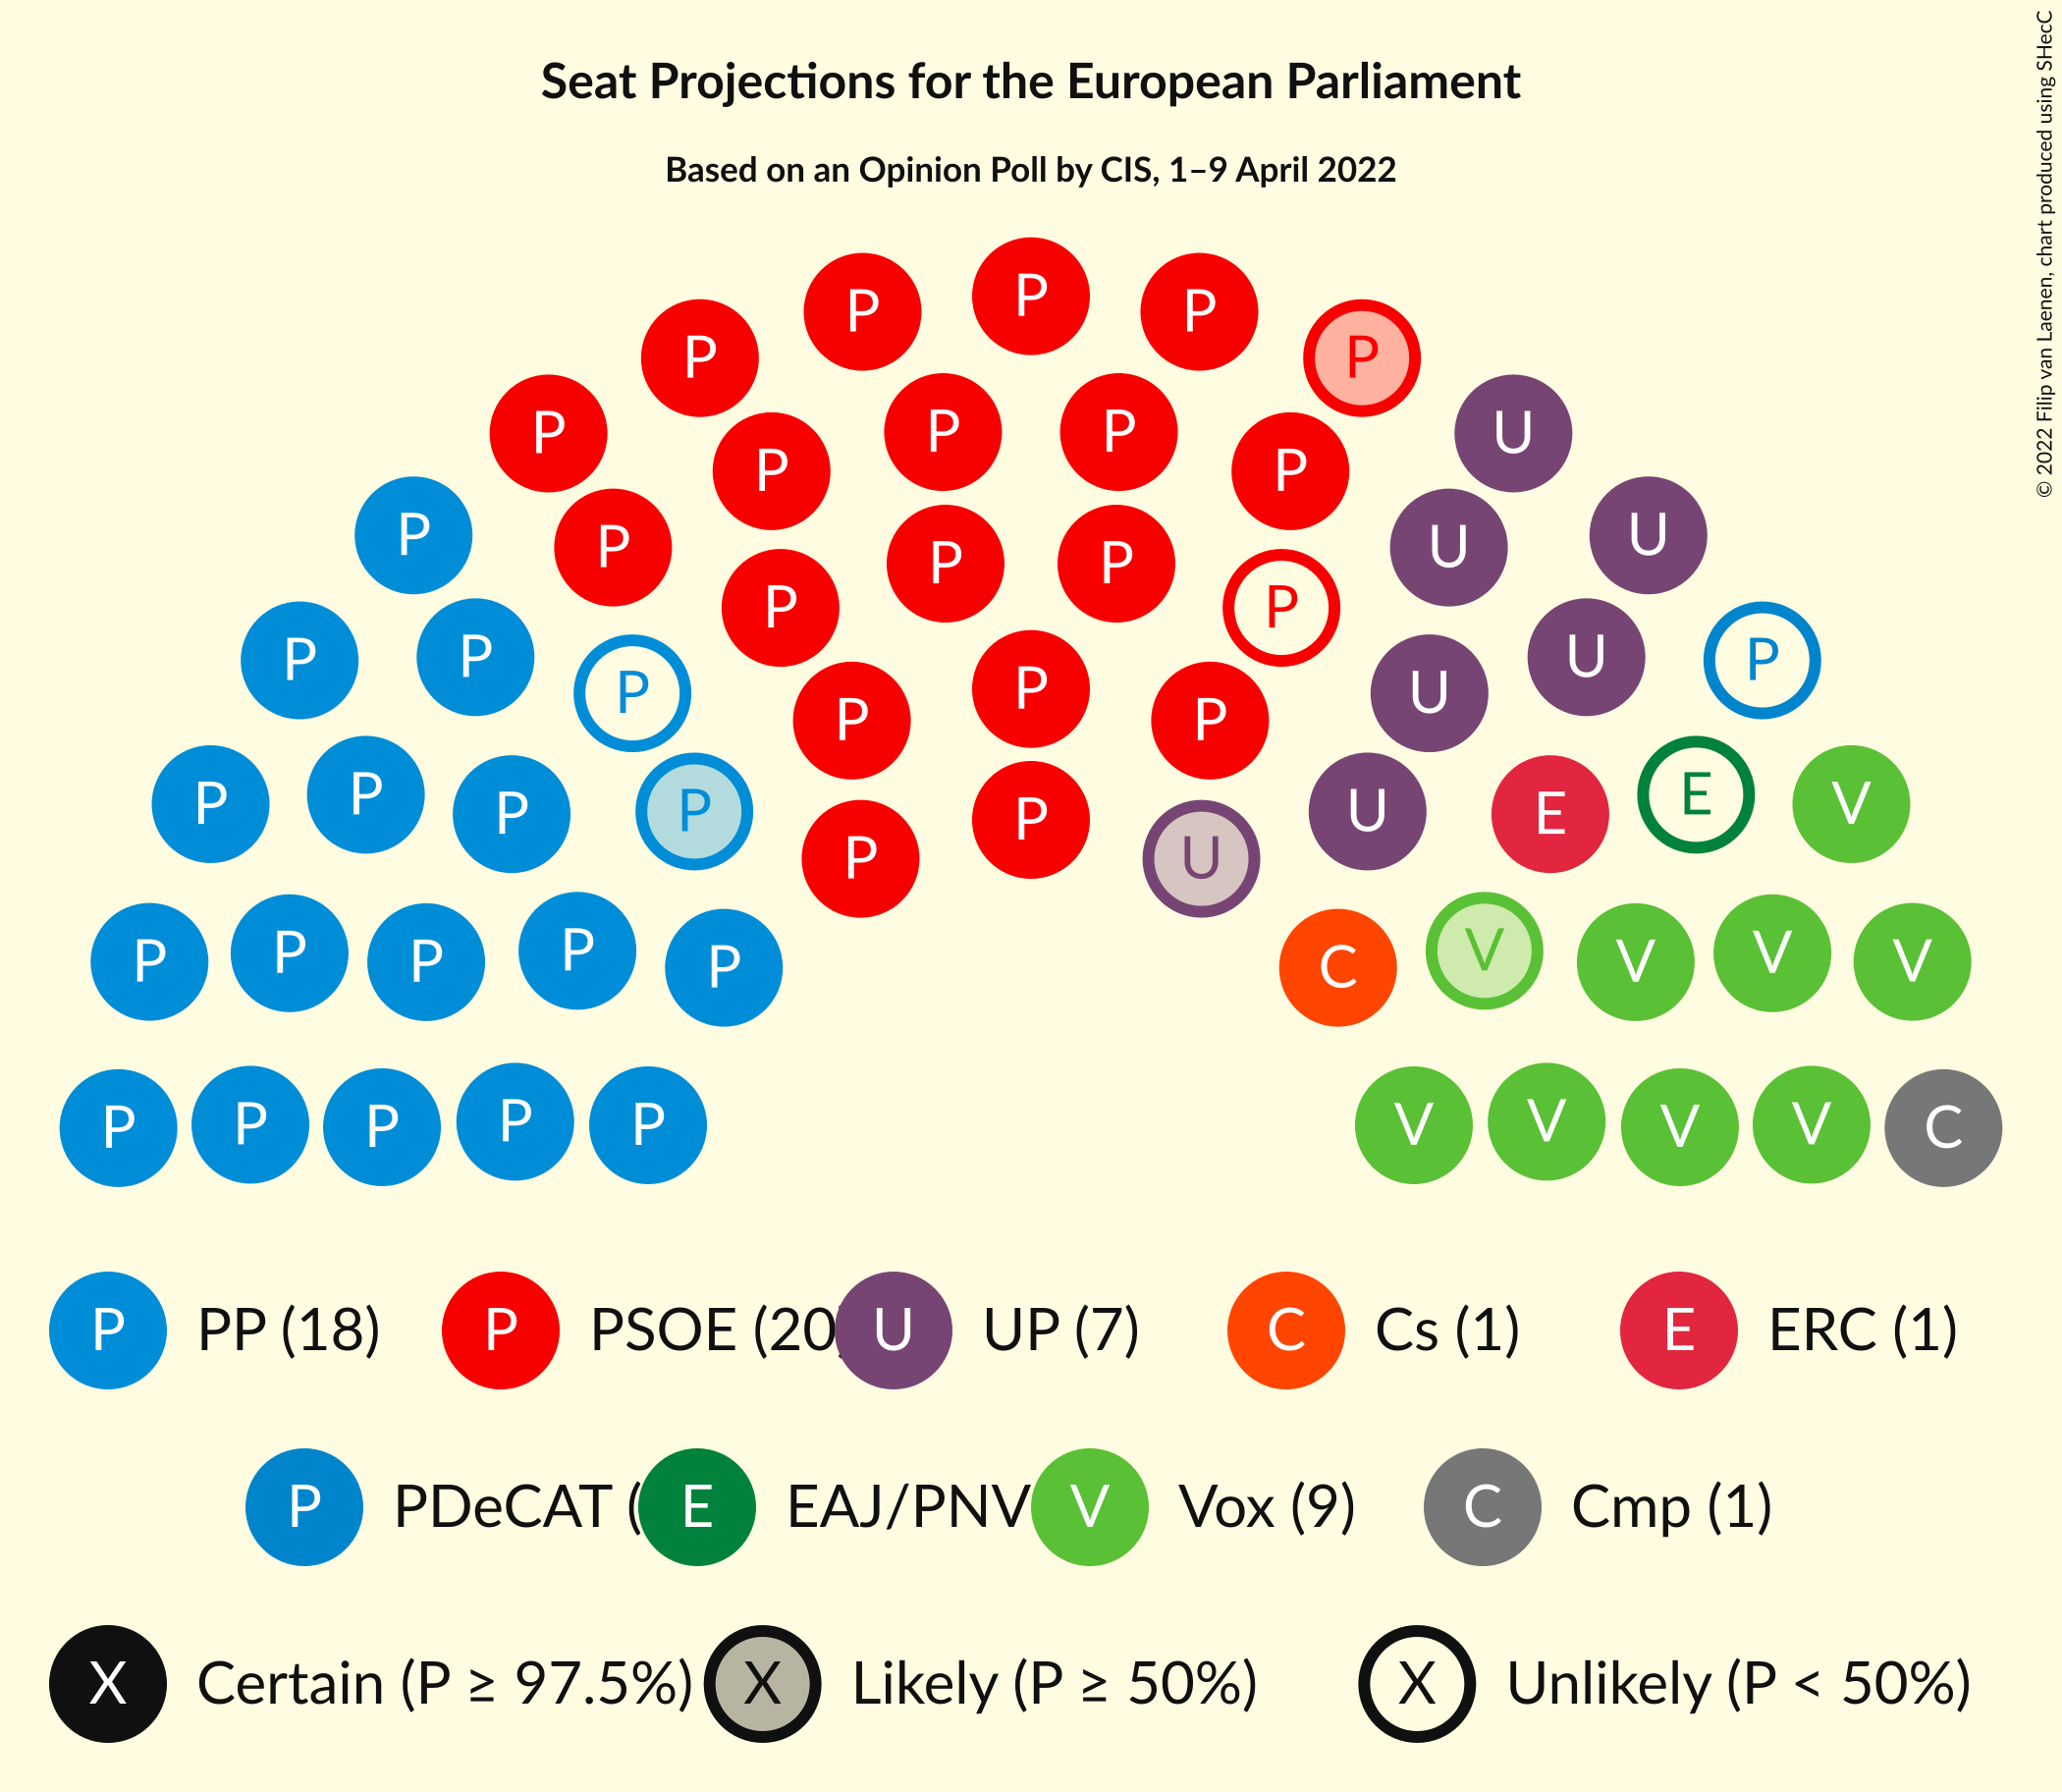 Seat Projections for the European Parliament
Based on an Opinion Poll by CIS, 1–9 April 2022
© 2022 Filip van Laenen, chart produced using SHecC
P
P P
P P
P P P U
P P
P U
P P P U
P P
P P U P
P P U
P P
P P E V
P P P U E
P U
P P P P P C V V V V
P P P P P V V V V C
P PP (18) P PSOE (20 U UP (7) C Cs (1) E ERC (1)
P PDeCAT ( E EAJ/PNV V Vox (9) C Cmp (1)
X Certain (P ≥ 97.5%) X Likely (P ≥ 50%) X Unlikely (P < 50%)